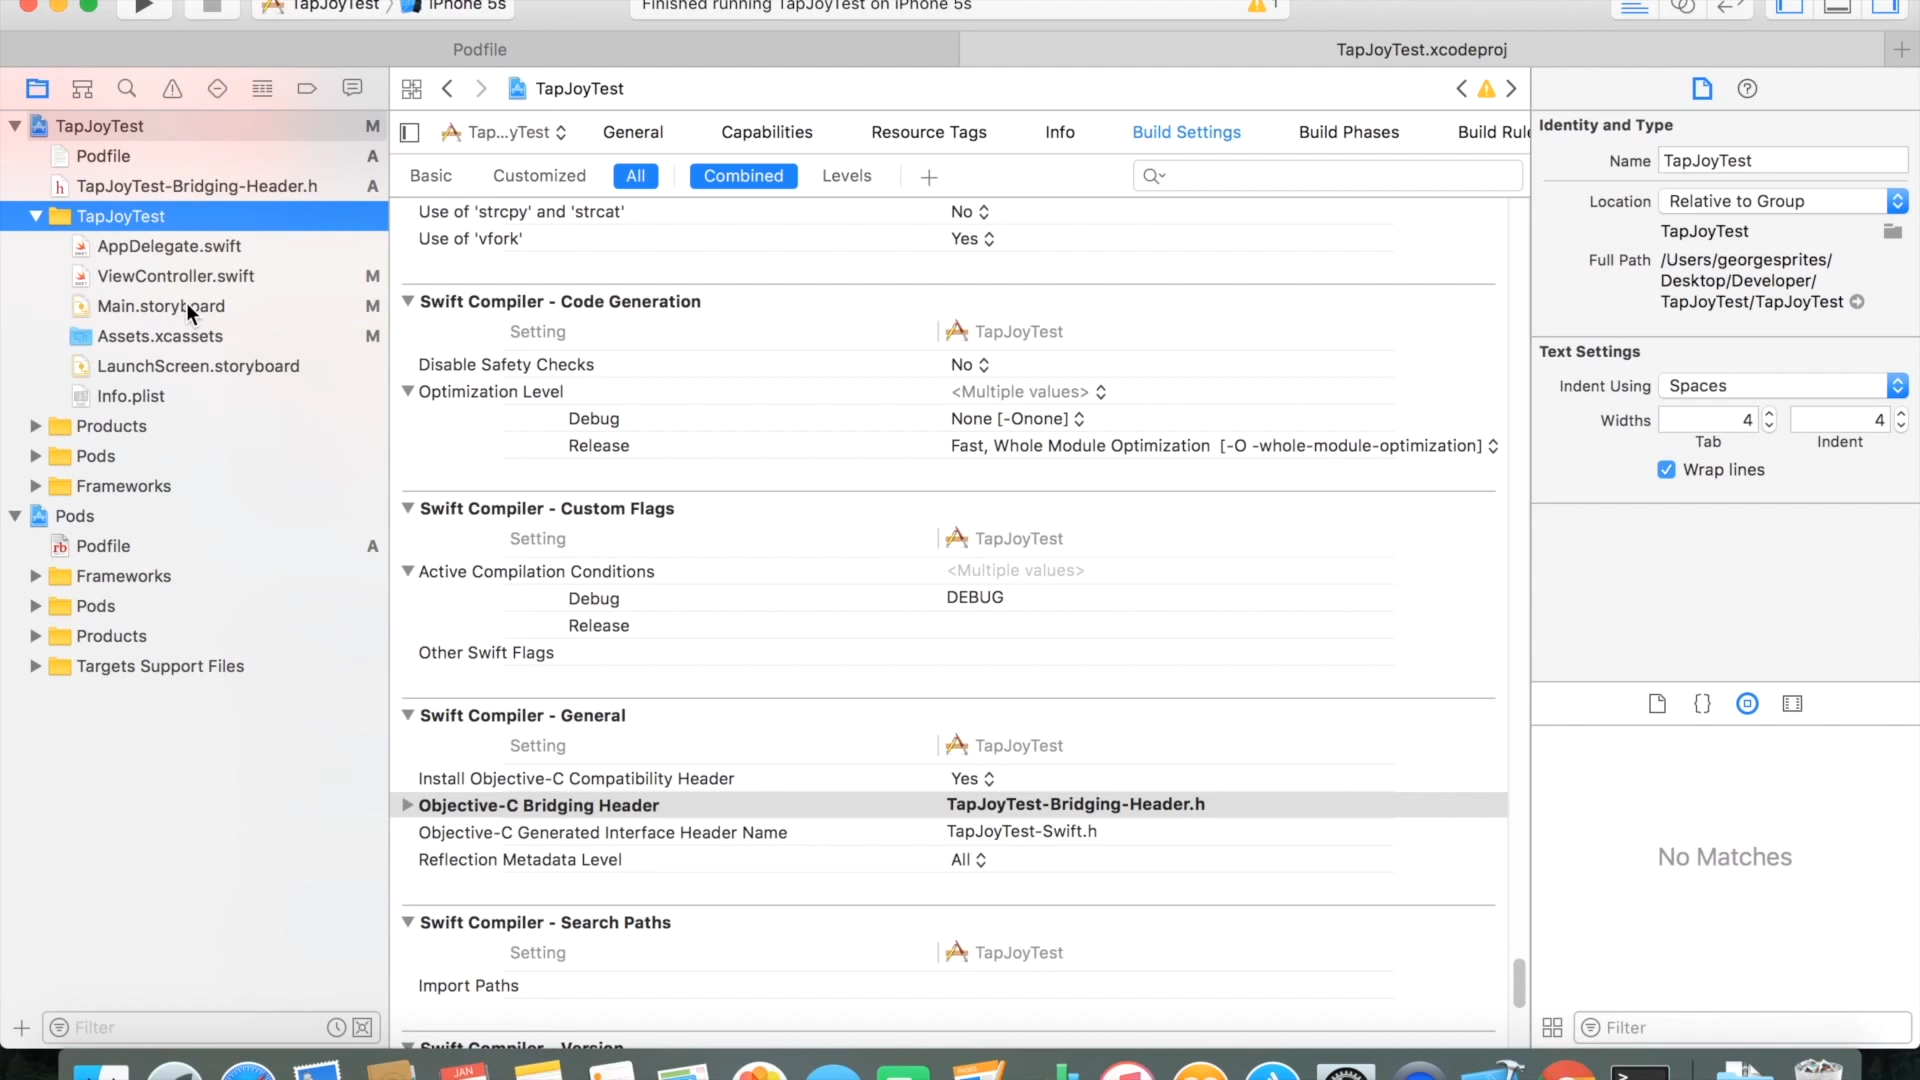 TapJoyTest  iPhone 5s
Finished running TapJoyTest on iPhone 5s
1
Podfile
TapJoyTest.xcodeproj
TapJoyTest
Tap...yTest
General
Capabilities
Resource Tags
Info
Build Settings
Build Phases
Build Rule
Basic
Customized
All
Combined
Levels
TapJoyTest M
Podfile A
TapJoyTest-Bridging-Header.h A
TapJoyTest
AppDelegate.swift
ViewController.swift M
Main.storyboard M
Assets.xcassets M
LaunchScreen.storyboard
Info.plist
Products
Pods
Frameworks
Pods
Podfile A
Frameworks
Pods
Products
Targets Support Files
Filter
Use of 'strcpy' and 'strcat' No
Use of 'vfork' Yes
Swift Compiler - Code Generation
Setting TapJoyTest
Disable Safety Checks No
Optimization Level <Multiple values>
Debug None [-Onone]
Release Fast, Whole Module Optimization [-O -whole-module-optimization]
Swift Compiler - Custom Flags
Setting TapJoyTest
Active Compilation Conditions <Multiple values>
Debug DEBUG
Release
Other Swift Flags
Swift Compiler - General
Setting TapJoyTest
Install Objective-C Compatibility Header Yes
Objective-C Bridging Header TapJoyTest-Bridging-Header.h
Objective-C Generated Interface Header Name TapJoyTest-Swift.h
Reflection Metadata Level All
Swift Compiler - Search Paths
Setting TapJoyTest
Import Paths
Swift Compiler - Version
Identity and Type
Name TapJoyTest
Location Relative to Group
TapJoyTest
Full Path /Users/georgesprites/
Desktop/Developer/
TapJoyTest/TapJoyTest
Text Settings
Indent Using Spaces
Widths 4 4
Tab Indent
Wrap lines
No Matches
Filter
JAN